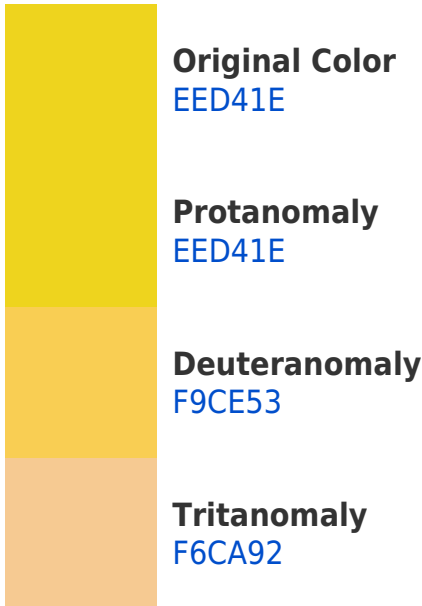 Original Color
EED41E
Protanomaly
EED41E
Deuteranomaly
F9CE53
Tritanomaly
F6CA92